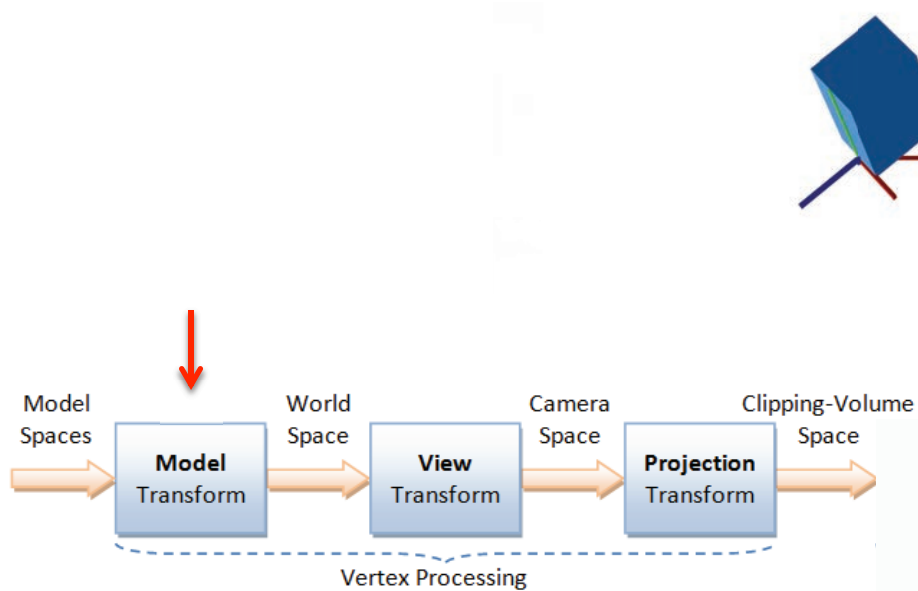 Model
Spaces
Model
Transform
World
Space
View
Transform
Camera
Space
Projection
Transform
Clipping-Volume
Space
Vertex Processing